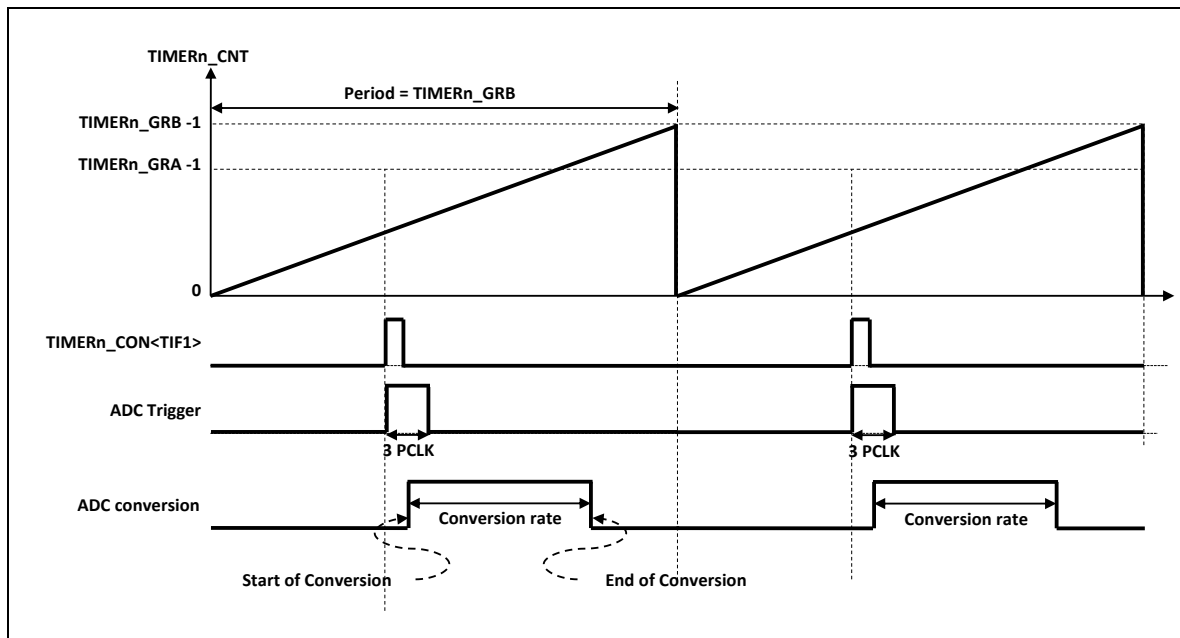 TIMERn_CNT
Period = TIMERn_GRB
TIMERn_GRB -1
TIMERn_GRA -1
0
TIMERn_CON<TIF1>
ADC Trigger
3 PCLK
3 PCLK
ADC conversion
Conversion rate
Conversion rate
Start of Conversion
End of Conversion